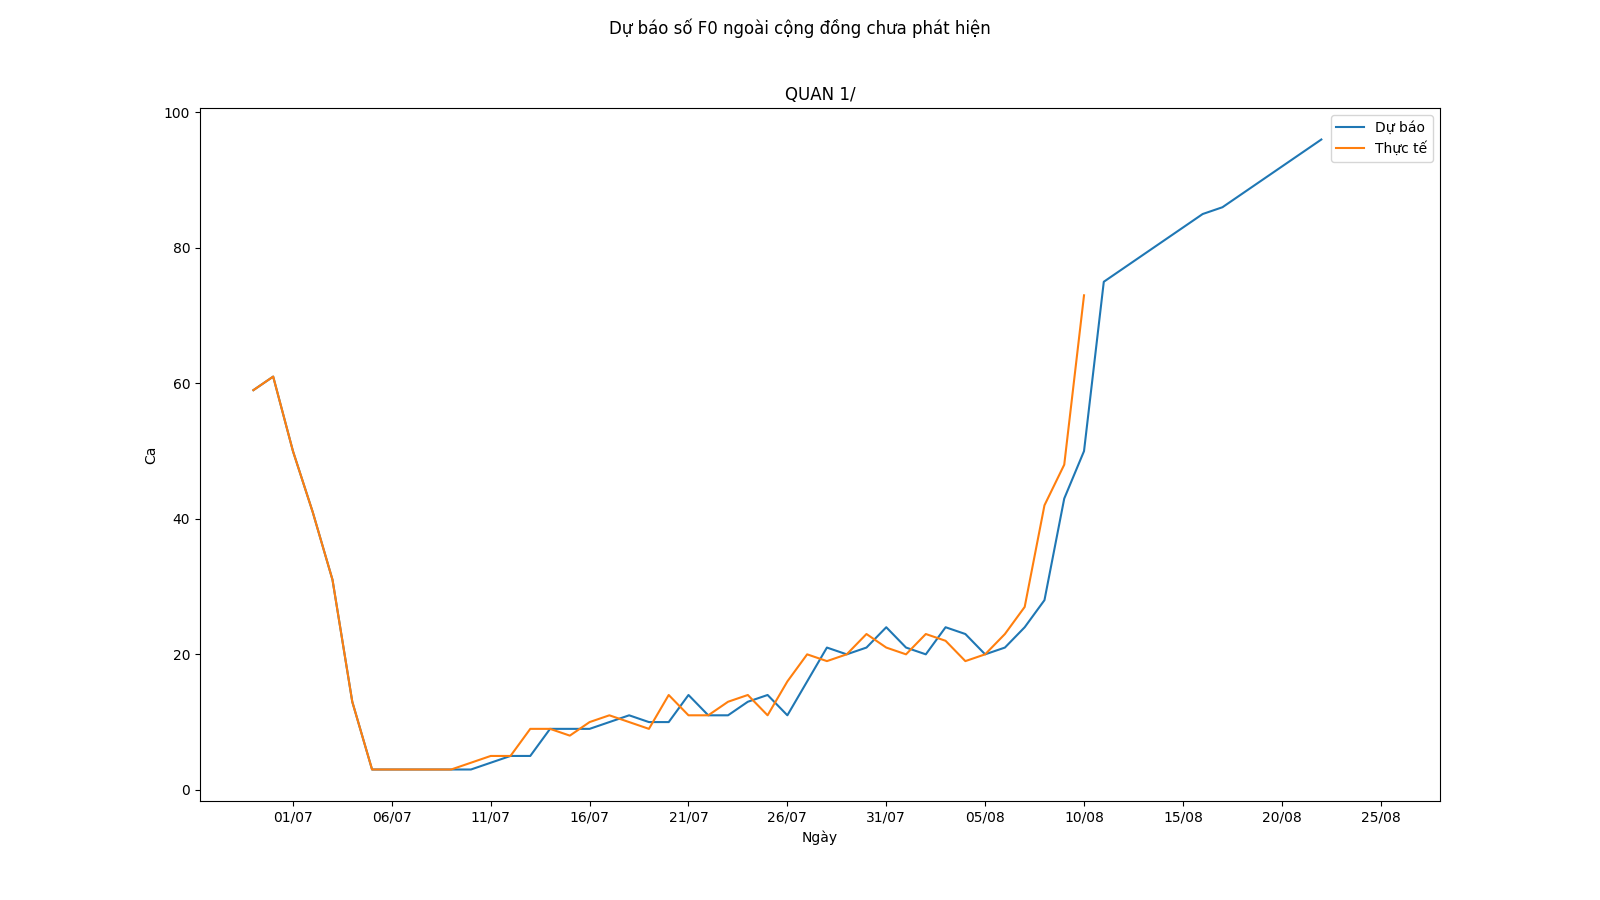 Dự báo số F0 ngoài cộng đồng chưa phát hiện
QUAN 1/
100
80
60
40
20
0
Ca
Dự báo
Thực tế
01/07 06/07 11/07 16/07 21/07 26/07 31/07 05/08 10/08 15/08 20/08 25/08
Ngày